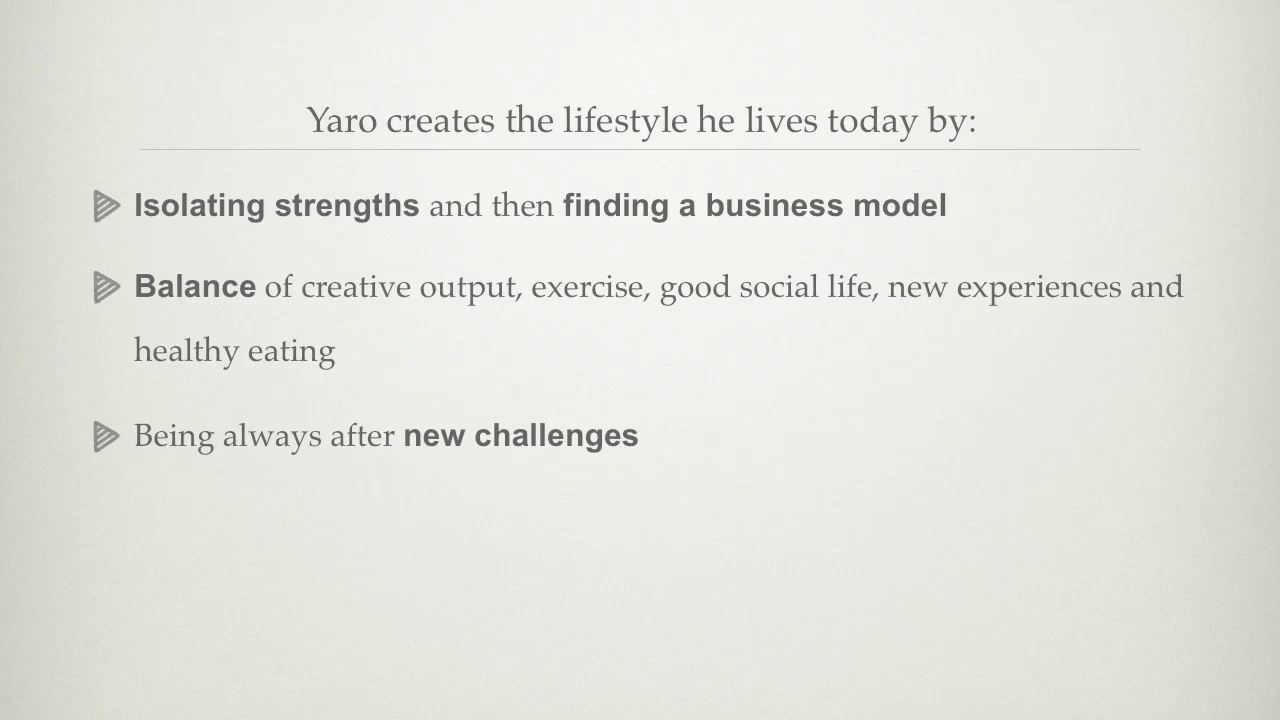 Yaro creates the lifestyle he lives today by:
Isolating strengths and then finding a business model
Balance of creative output, exercise, good social life, new experiences and
healthy eating
Being always after new challenges